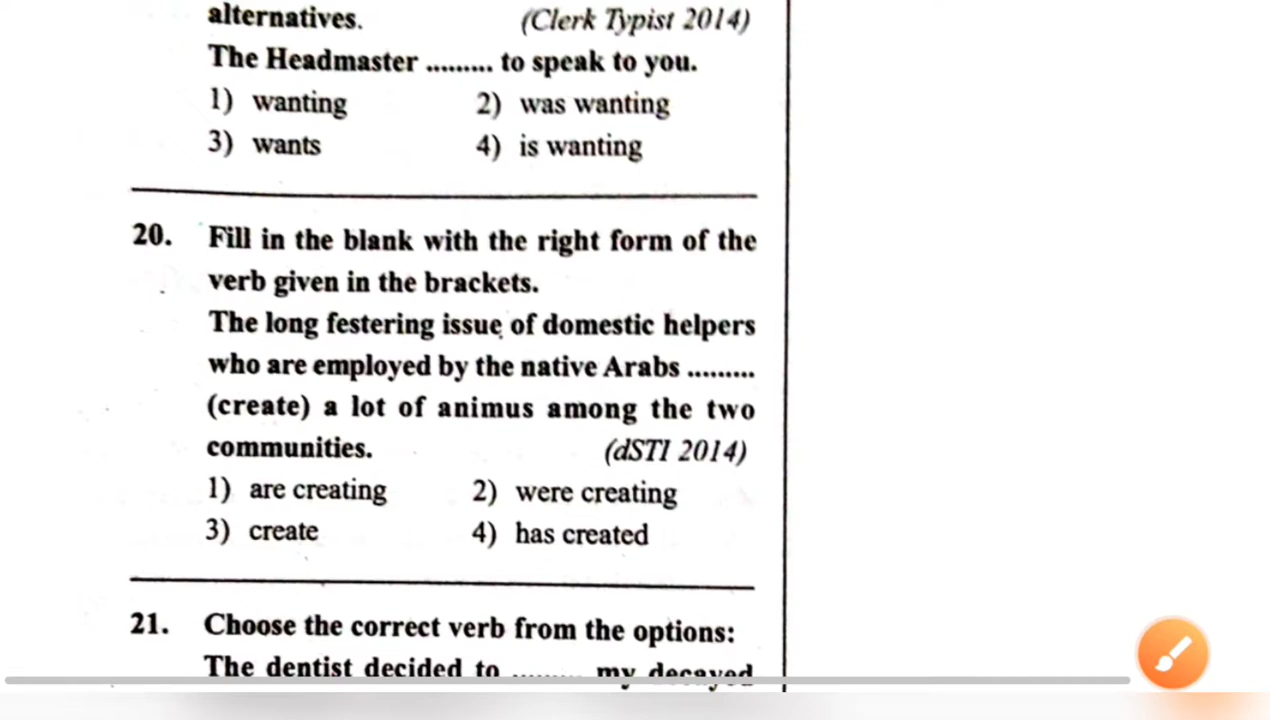 alternatives. (Clerk Typist 2014)
The Headmaster ......... to speak to you.
1) wanting 2) was wanting
3) wants 4) is wanting
20. Fill in the blank with the right form of the
verb given in the brackets.
The long festering issue of domestic helpers
who are employed by the native Arabs .........
(create) a lot of animus among the two
communities. (dSTI 2014)
1) are creating 2) were creating
3) create 4) has created
21. Choose the correct verb from the options:
The dentist decided to ......... my decayed